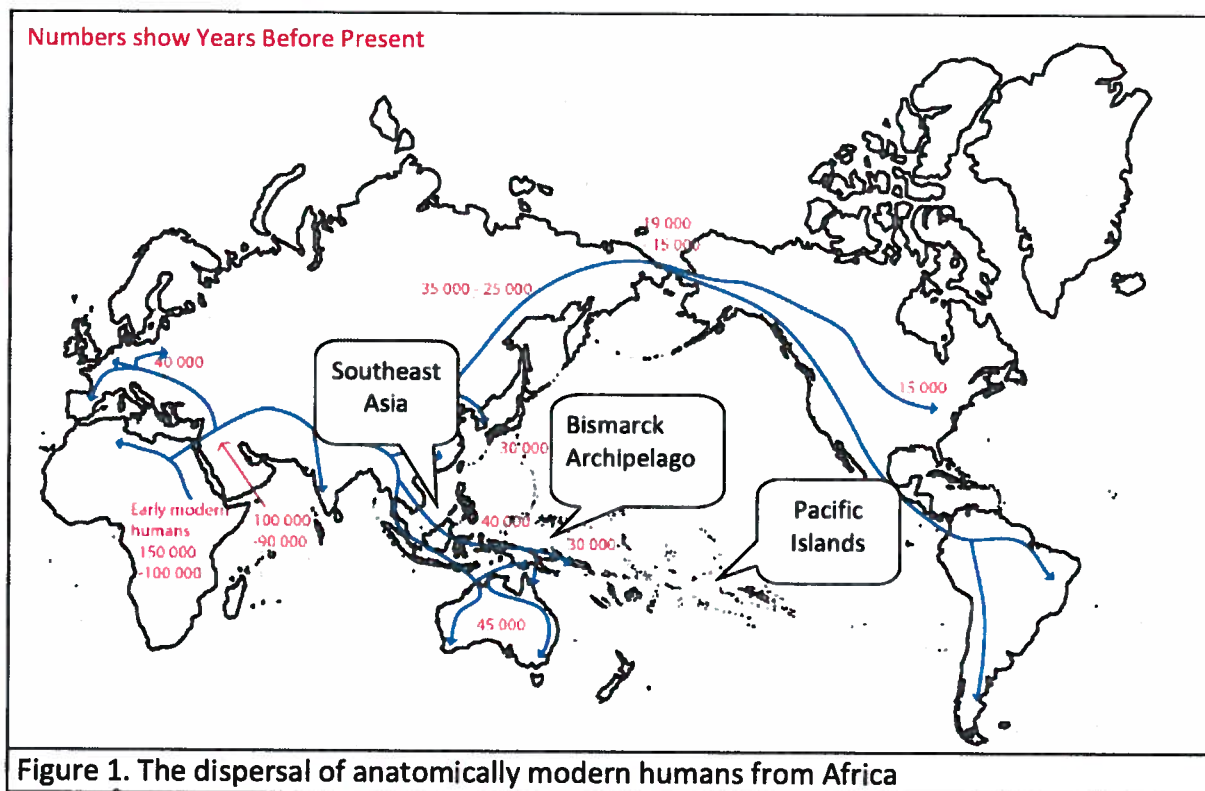 Numbers show Years Before Present
19 000
- 15 000
35 000 - 25 000
40 000
Southeast
Asia
15 000
Bismarck
Archipelago
30 000
Early modern
humans
150 000
-100 000
100 000
-90 000
40 000
30 000
Pacific
Islands
45 000
Figure 1. The dispersal of anatomically modern humans from Africa